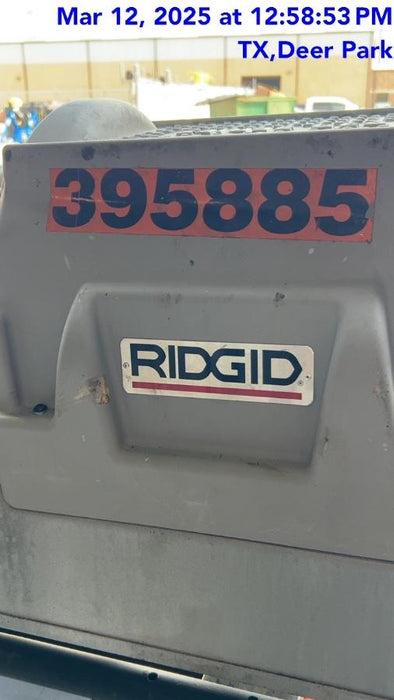 Mar 12, 2025 at 12:58:53 PM
TX,Deer Park
395885
RIDGID